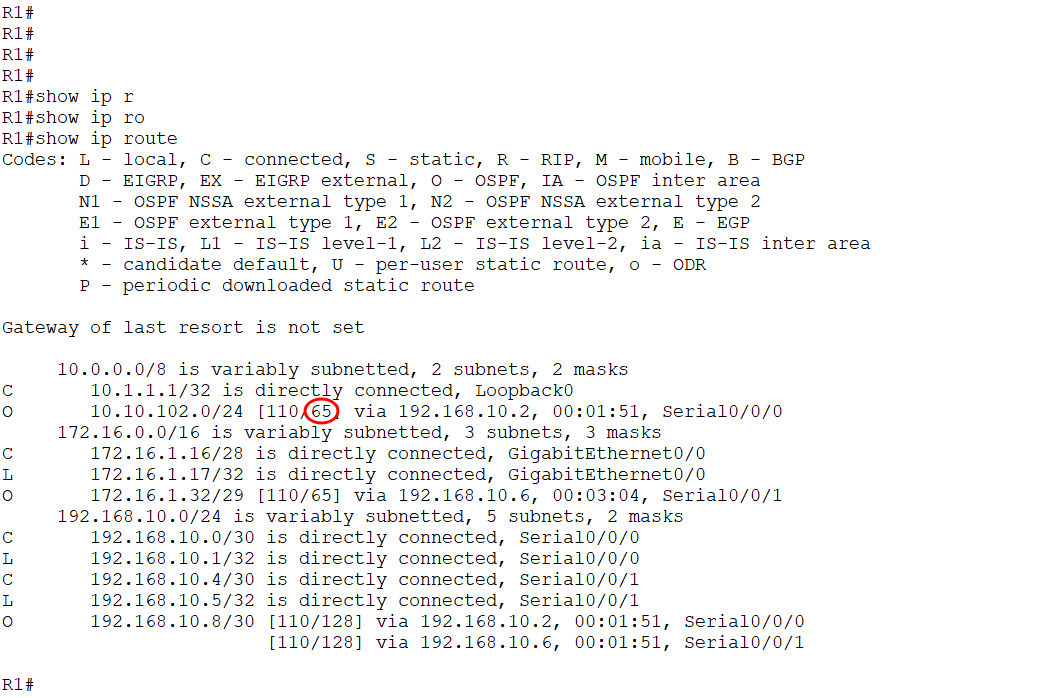 R1#
R1#
R1#
R1#
R1#show ip r
R1#show ip ro
R1#show ip route
Codes: L - local, C - connected, S - static, R - RIP, M - mobile, B - BGP
       D - EIGRP, EX - EIGRP external, O - OSPF, IA - OSPF inter area
       N1 - OSPF NSSA external type 1, N2 - OSPF NSSA external type 2
       E1 - OSPF external type 1, E2 - OSPF external type 2, E - EGP
       i - IS-IS, L1 - IS-IS level-1, L2 - IS-IS level-2, ia - IS-IS inter area
       * - candidate default, U - per-user static route, o - ODR
       P - periodic downloaded static route

Gateway of last resort is not set

     10.0.0.0/8 is variably subnetted, 2 subnets, 2 masks
C       10.1.1.1/32 is directly connected, Loopback0
O       10.10.102.0/24 [110/65] via 192.168.10.2, 00:01:51, Serial0/0/0
     172.16.0.0/16 is variably subnetted, 3 subnets, 3 masks
C       172.16.1.16/28 is directly connected, GigabitEthernet0/0
L       172.16.1.17/32 is directly connected, GigabitEthernet0/0
O       172.16.1.32/29 [110/65] via 192.168.10.6, 00:03:04, Serial0/0/1
     192.168.10.0/24 is variably subnetted, 5 subnets, 2 masks
C       192.168.10.0/30 is directly connected, Serial0/0/0
L       192.168.10.1/32 is directly connected, Serial0/0/0
C       192.168.10.4/30 is directly connected, Serial0/0/1
L       192.168.10.5/32 is directly connected, Serial0/0/1
O       192.168.10.8/30 [110/128] via 192.168.10.2, 00:01:51, Serial0/0/0
                        [110/128] via 192.168.10.6, 00:01:51, Serial0/0/1

R1#